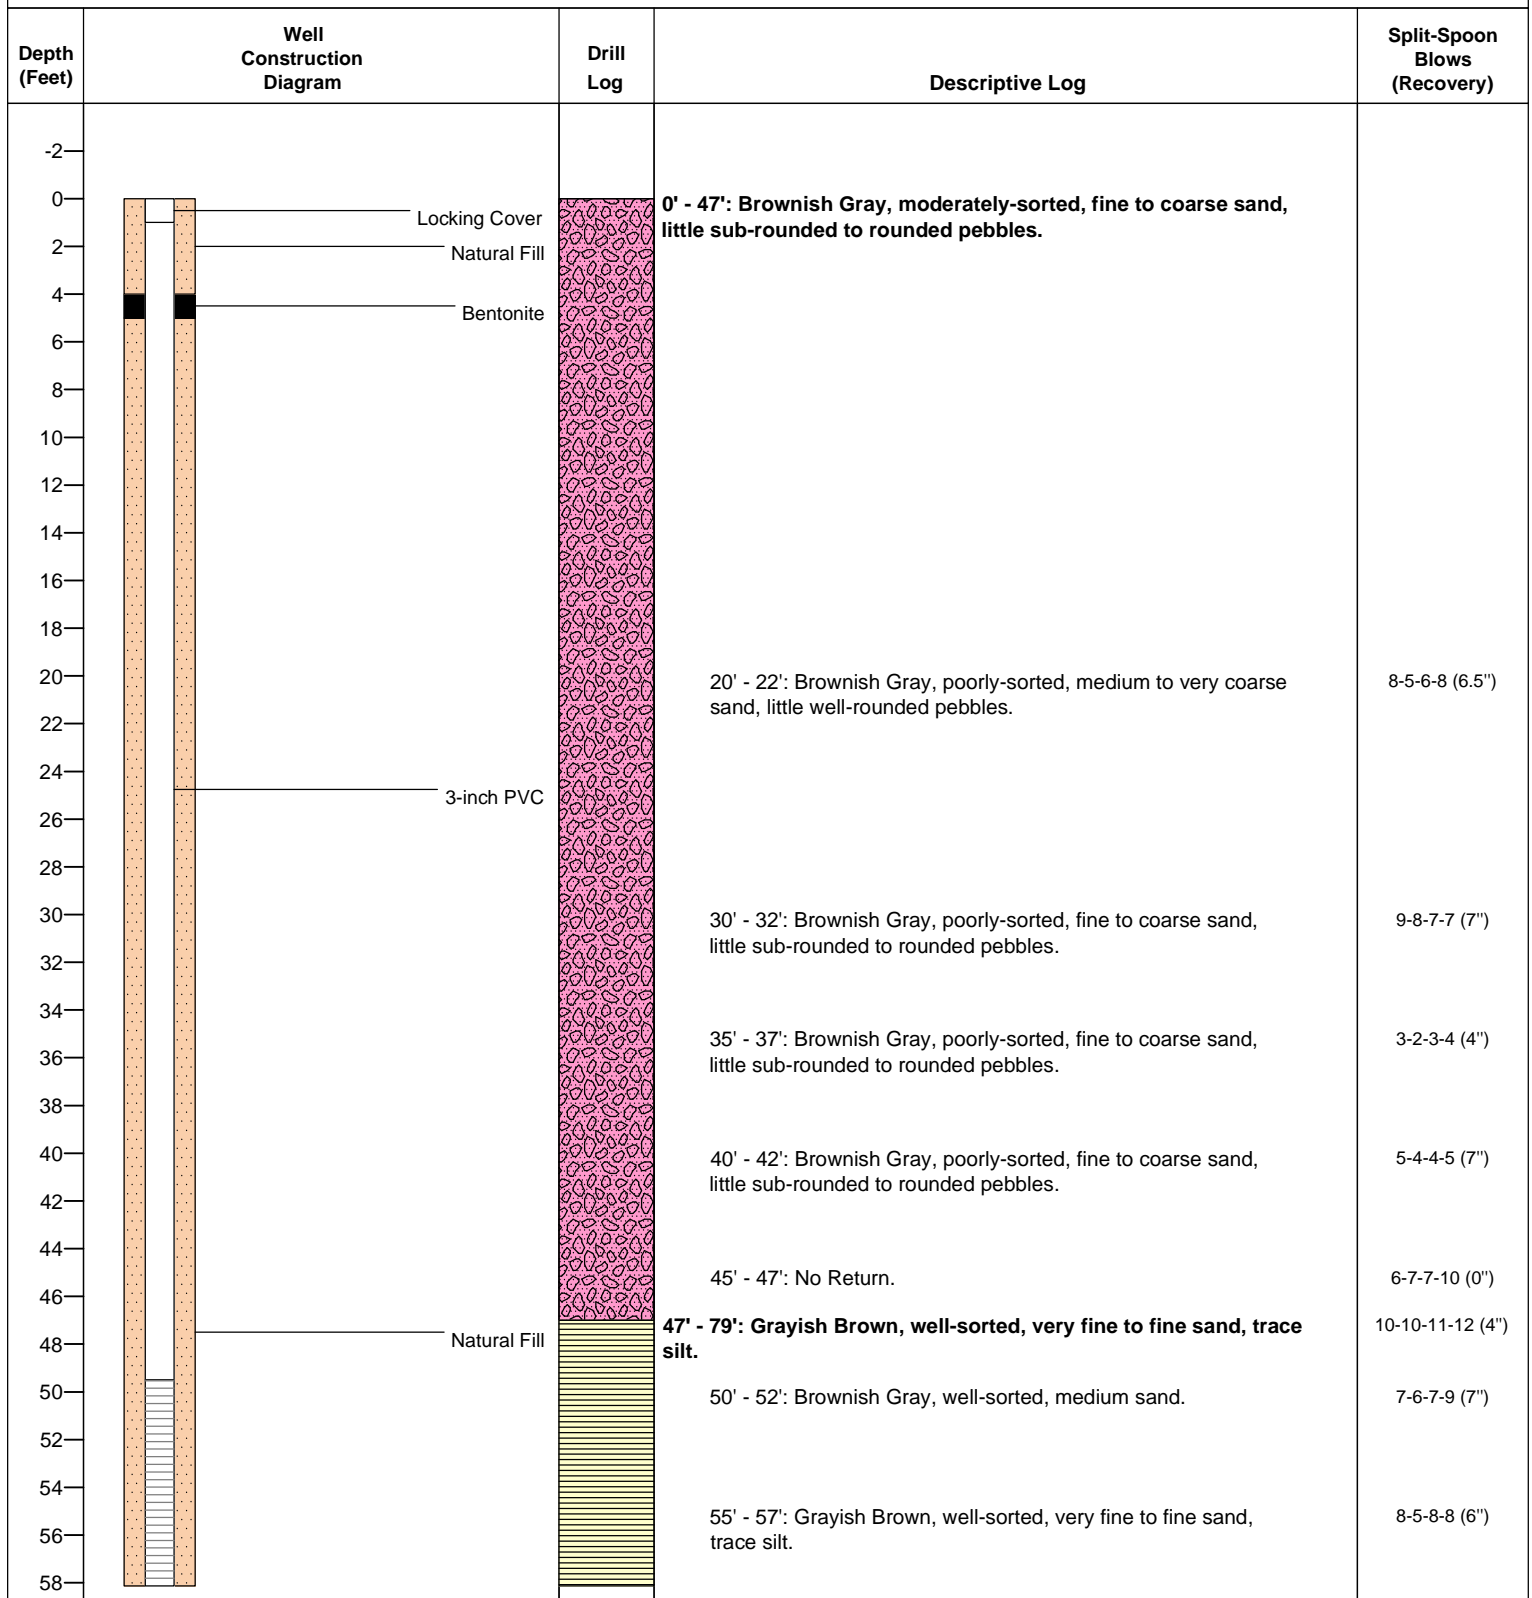 Depth
(Feet)
Well
Construction
Diagram
Drill
Log
Descriptive Log
Split-Spoon
Blows
(Recovery)
-2
0
Locking Cover
0' - 47': Brownish Gray, moderately-sorted, fine to coarse sand,
little sub-rounded to rounded pebbles.
2
Natural Fill
4
Bentonite
6
8
10
12
14
16
18
20
20' - 22': Brownish Gray, poorly-sorted, medium to very coarse
sand, little well-rounded pebbles.
8-5-6-8 (6.5")
22
24
3-inch PVC
26
28
30
30' - 32': Brownish Gray, poorly-sorted, fine to coarse sand,
little sub-rounded to rounded pebbles.
9-8-7-7 (7")
32
34
35' - 37': Brownish Gray, poorly-sorted, fine to coarse sand,
little sub-rounded to rounded pebbles.
3-2-3-4 (4")
36
38
40
40' - 42': Brownish Gray, poorly-sorted, fine to coarse sand,
little sub-rounded to rounded pebbles.
5-4-4-5 (7")
42
44
45' - 47': No Return.
6-7-7-10 (0")
46
47' - 79': Grayish Brown, well-sorted, very fine to fine sand, trace
silt.
10-10-11-12 (4")
Natural Fill
48
50
50' - 52': Brownish Gray, well-sorted, medium sand.
7-6-7-9 (7")
52
54
55' - 57': Grayish Brown, well-sorted, very fine to fine sand,
trace silt.
8-5-8-8 (6")
56
58